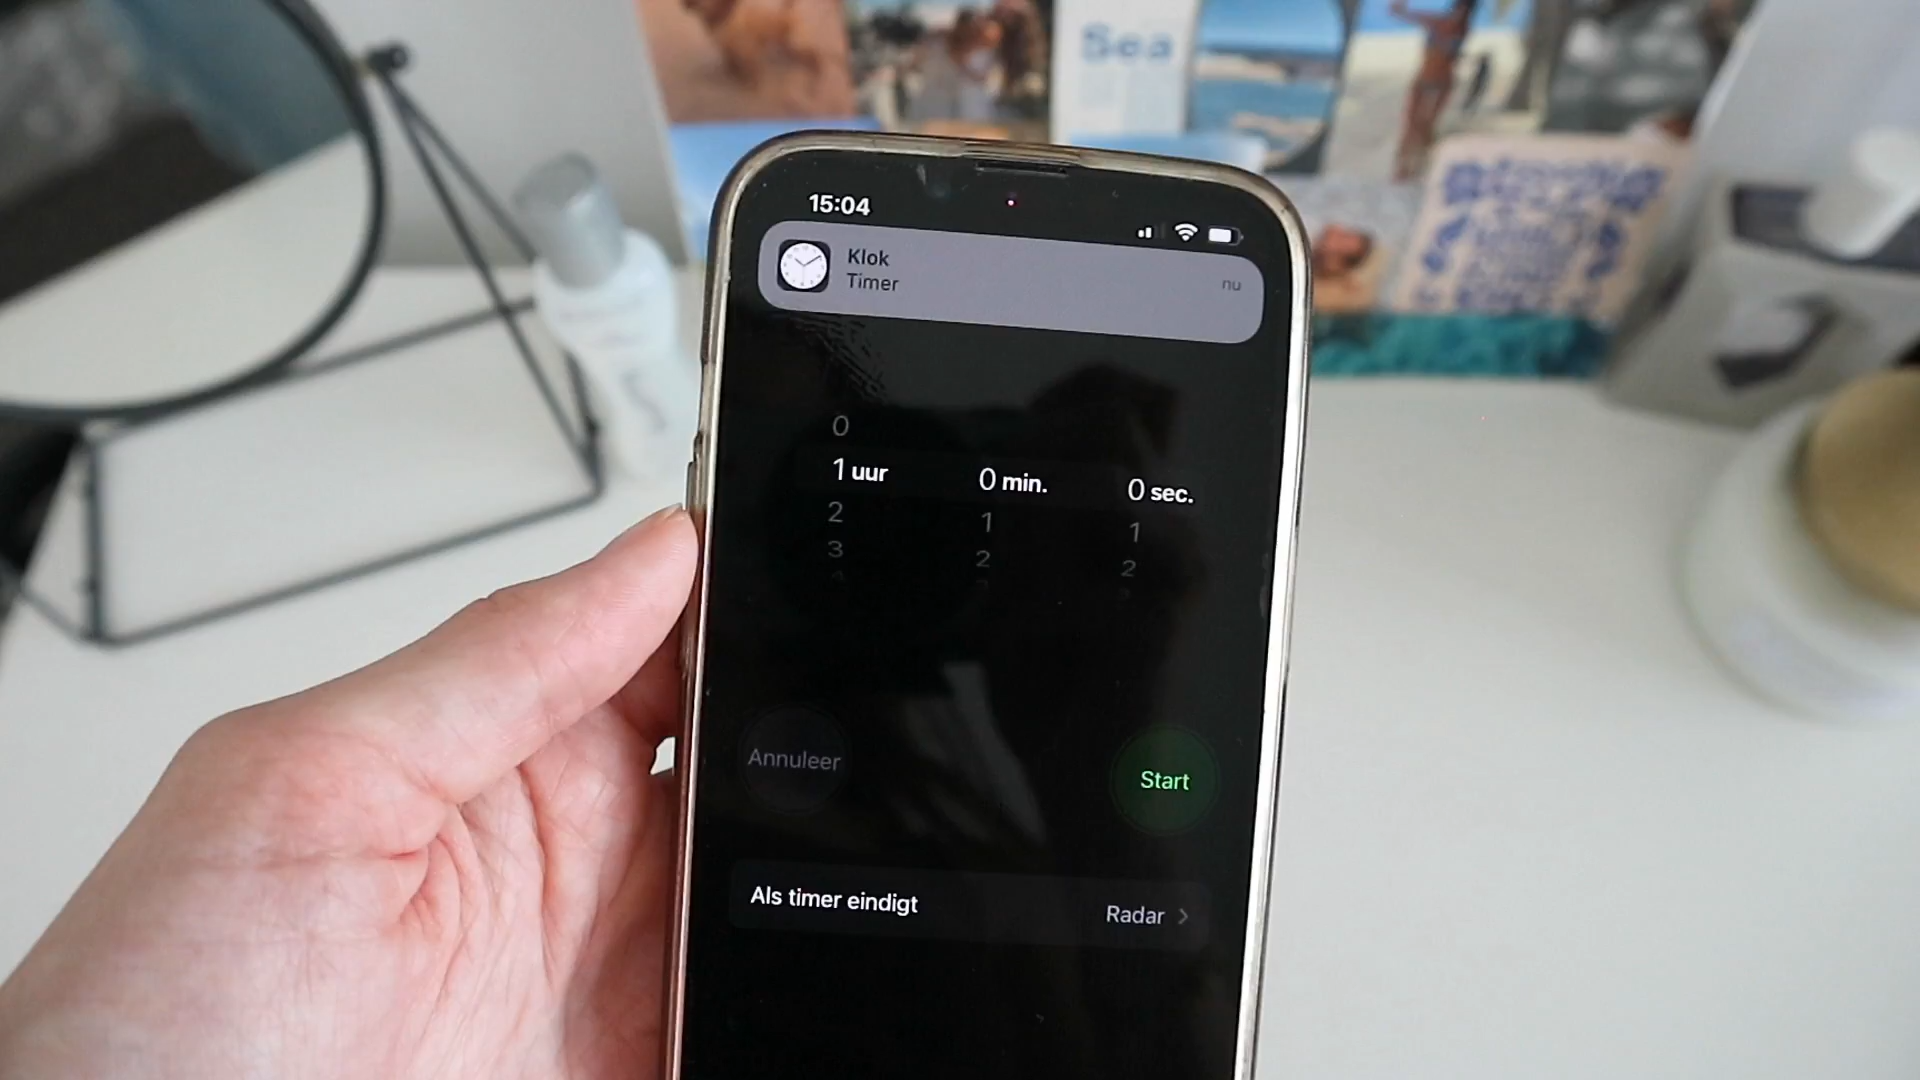 Sea
15:04
Klok
Timer
nu
0
1 uur 0 min. 0 sec.
2 1 1
3 2 2
Annuleer
Start
Als timer eindigt
Radar